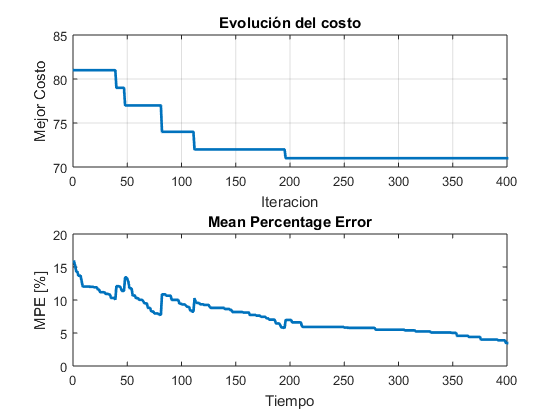 Evolución del costo
85
80
75
70
Mejor Costo
0 50 100 150 200 250 300 350 400
Iteracion
Mean Percentage Error
20
15
10
5
0
MPE [%]
0 50 100 150 200 250 300 350 400
Tiempo